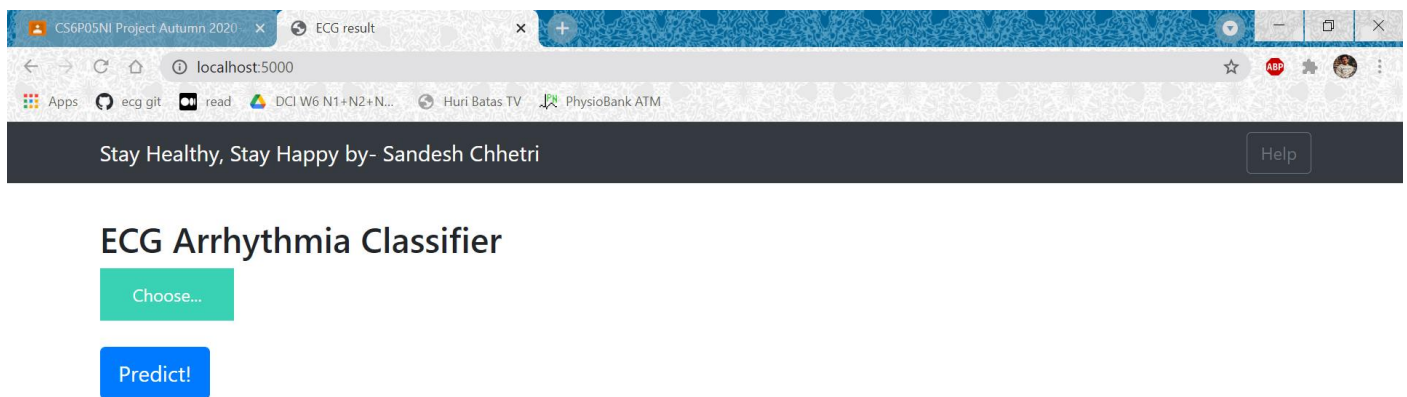 CS6P05NI Project Autumn 2020
ECG result
localhost:5000
ABP
Apps ecg git read DCI W6 N1+N2+N... Huri Batas TV PhysioBank ATM
Stay Healthy, Stay Happy by- Sandesh Chhetri
Help
ECG Arrhythmia Classifier
Choose...
Predict!